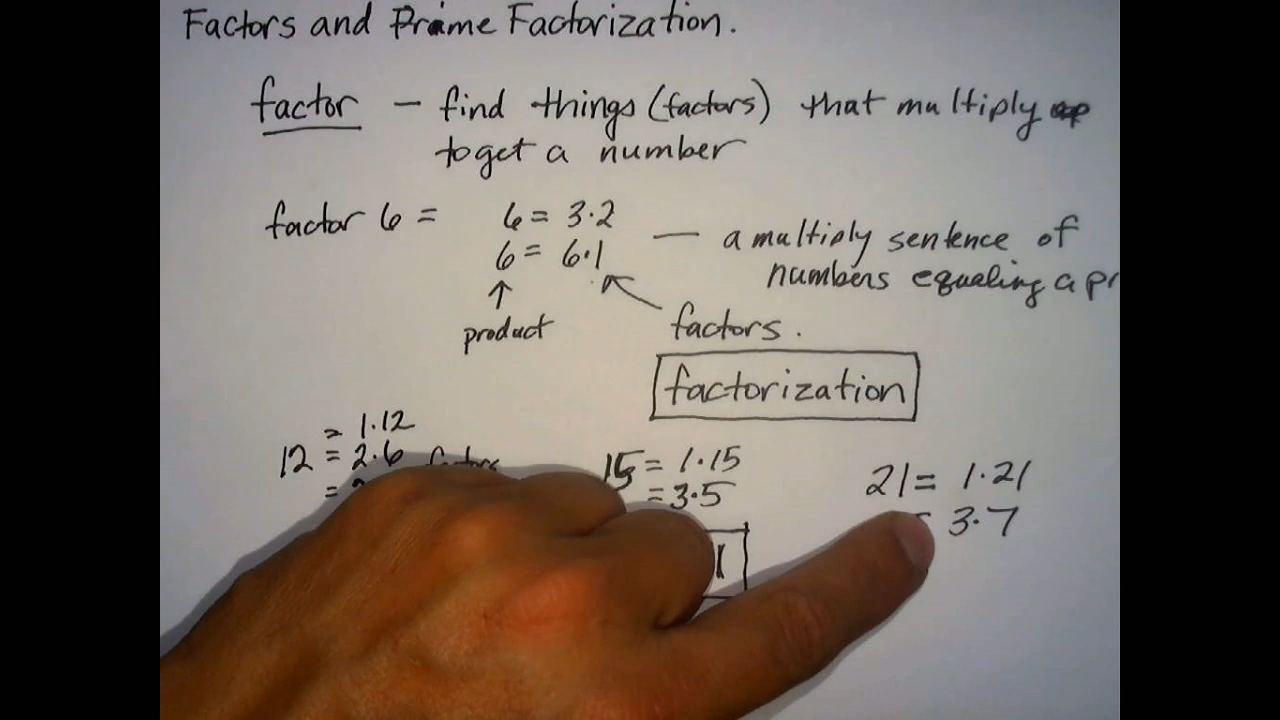 Factors and Prime Factorization.
factor — find things (factors) that multiply
to get a number
factor 6 = 6 = 3·2
6 = 6·1
— a multiply sentence of
numbers equaling a pr
product
factors.
factorization
= 1·12
12 = 2·6
=
15 = 1·15
= 3·5
21 = 1·21
= 3·7